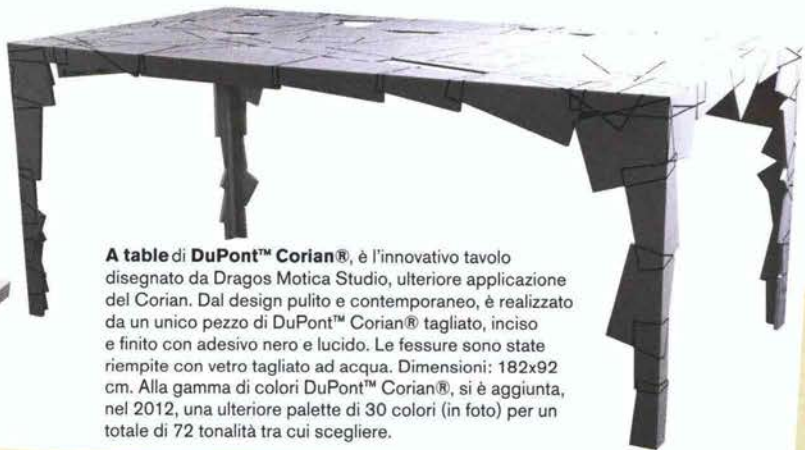 A table di DuPont™ Corian®, è l'innovativo tavolo
disegnato da Dragos Motica Studio, ulteriore applicazione
del Corian. Dal design pulito e contemporaneo, è realizzato
da un unico pezzo di DuPont™ Corian® tagliato, inciso
e finito con adesivo nero e lucido. Le fessure sono state
riempite con vetro tagliato ad acqua. Dimensioni: 182x92
cm. Alla gamma di colori DuPont™ Corian®, si è aggiunta,
nel 2012, una ulteriore palette di 30 colori (in foto) per un
totale di 72 tonalità tra cui scegliere.